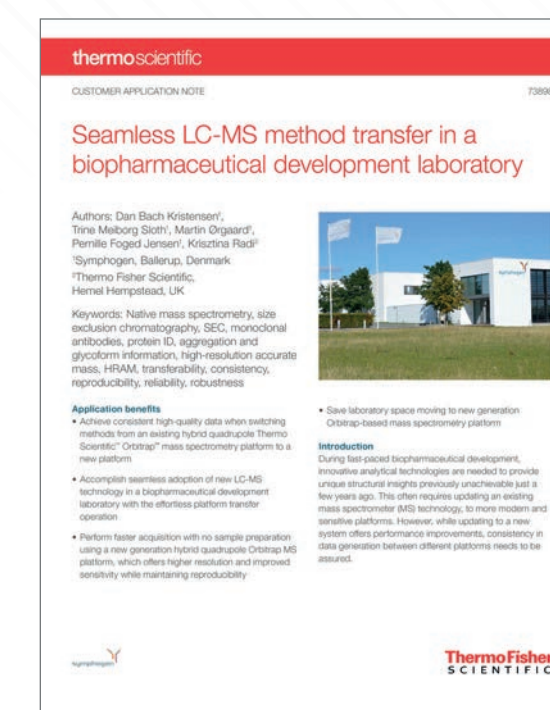 thermoscientific
CUSTOMER APPLICATION NOTE
7389
Seamless LC-MS method transfer in a
biopharmaceutical development laboratory
Authors: Dan Bach Kristensen¹,
Trine Meiborg Sloth¹, Martin Ørgaard¹,
Pernille Foged Jensen¹, Krisztina Radi²
¹Symphogen, Ballerup, Denmark
²Thermo Fisher Scientific,
Hemel Hempstead, UK
Keywords: Native mass spectrometry, size
exclusion chromatography, SEC, monoclonal
antibodies, protein ID, aggregation and
glycoform information, high-resolution accurate
mass, HRAM, transferability, consistency,
reproducibility, reliability, robustness
Application benefits
• Achieve consistent high-quality data when switching
methods from an existing hybrid quadrupole Thermo
Scientific™ Orbitrap™ mass spectrometry platform to a
new platform
• Accomplish seamless adoption of new LC-MS
technology in a biopharmaceutical development
laboratory with the effortless platform transfer
operation
• Perform faster acquisition with no sample preparation
using a new generation hybrid quadrupole Orbitrap MS
platform, which offers higher resolution and improved
sensitivity while maintaining reproducibility
symphogen
• Save laboratory space moving to new generation
Orbitrap-based mass spectrometry platform
Introduction
During fast-paced biopharmaceutical development,
innovative analytical technologies are needed to provide
unique structural insights previously unachievable just a
few years ago. This often requires updating an existing
mass spectrometer (MS) technology, to more modern and
sensitive platforms. However, while updating to a new
system offers performance improvements, consistency in
data generation between different platforms needs to be
assured.
symphogen
ThermoFisher
SCIENTIFIC